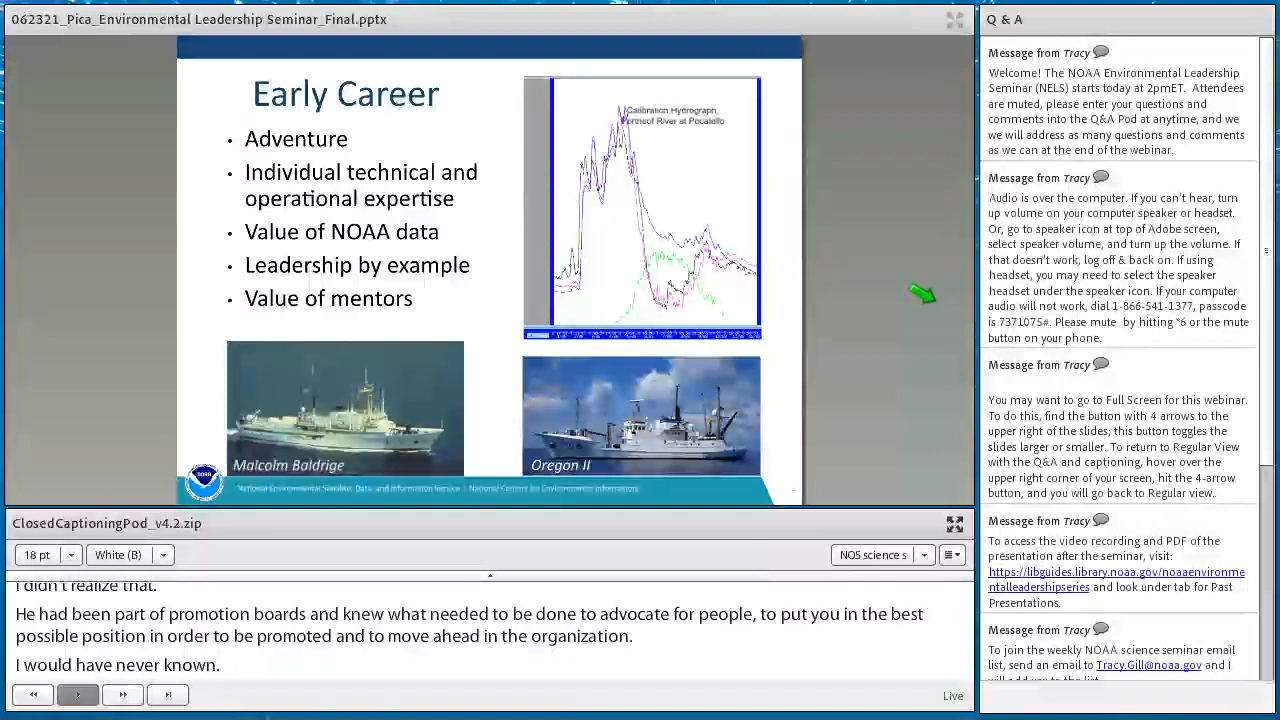 062321_Pica_Environmental Leadership Seminar_Final.pptx
Early Career
• Adventure
• Individual technical and
operational expertise
• Value of NOAA data
• Leadership by example
• Value of mentors
Calibration Hydrograph,
Portneof River at Pocatello
Malcolm Baldrige
Oregon II
NOAA
National Environmental Satellite, Data, and Information Service | National Centers for Environmental Information
ClosedCaptioningPod_v4.2.zip
18 pt
White (B)
NOS science s
I didn't realize that.
He had been part of promotion boards and knew what needed to be done to advocate for people, to put you in the best
possible position in order to be promoted and to move ahead in the organization.
I would have never known.
Live
Q & A
Message from Tracy
Welcome! The NOAA Environmental Leadership
Seminar (NELS) starts today at 2pmET. Attendees
are muted, please enter your questions and
comments into the Q&A Pod at anytime, and we
we will address as many questions and comments
as we can at the end of the webinar.
Message from Tracy
Audio is over the computer. If you can't hear, turn
up volume on your computer speaker or headset.
Or, go to speaker icon at top of Adobe screen,
select speaker volume, and turn up the volume. If
that doesn't work, log off & back on. If using
headset, you may need to select the speaker
headset under the speaker icon. If your computer
audio will not work, dial 1-866-541-1377, passcode
is 7371075#. Please mute by hitting *6 or the mute
button on your phone.
Message from Tracy
You may want to go to Full Screen for this webinar.
To do this, find the button with 4 arrows to the
upper right of the slides; this button toggles the
slides larger or smaller. To return to Regular View
with the Q&A and captioning, hover over the
upper right corner of your screen, hit the 4-arrow
button, and you will go back to Regular view.
Message from Tracy
To access the video recording and PDF of the
presentation after the seminar, visit:
https://libguides.library.noaa.gov/noaaenvironme
ntalleadershipseries and look under tab for Past
Presentations.
Message from Tracy
To join the weekly NOAA science seminar email
list, send an email to Tracy.Gill@noaa.gov and I
will add you to the list.